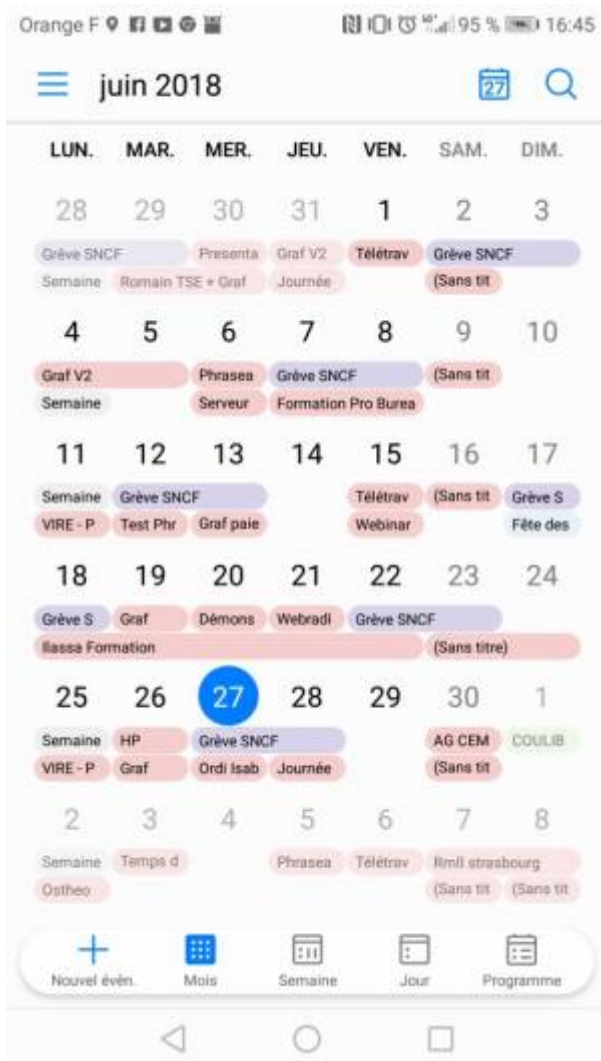 Orange F 95 % 16:45
juin 2018 27
LUN. MAR. MER. JEU. VEN. SAM. DIM.
28 29 30 31 1 2 3
Grève SNCF Presenta Graf V2 Télétrav Grève SNCF
Semaine Romain TSE + Graf Journée (Sans tit
4 5 6 7 8 9 10
Graf V2 Phrasea Grève SNCF (Sans tit
Semaine Serveur Formation Pro Burea
11 12 13 14 15 16 17
Semaine Grève SNCF Télétrav (Sans tit Grève S
VIRE - P Test Phr Graf paie Webinar Fête des
18 19 20 21 22 23 24
Grève S Graf Démons Webradi Grève SNCF
Ilassa Formation (Sans titre)
25 26 27 28 29 30 1
Semaine HP Grève SNCF AG CEM COULIB
VIRE - P Graf Ordi Isab Journée (Sans tit
2 3 4 5 6 7 8
Semaine Temps d Phrasea Télétrav Rmll strasbourg
Ostheo (Sans tit (Sans tit
Nouvel évén. Mois Semaine Jour Programme